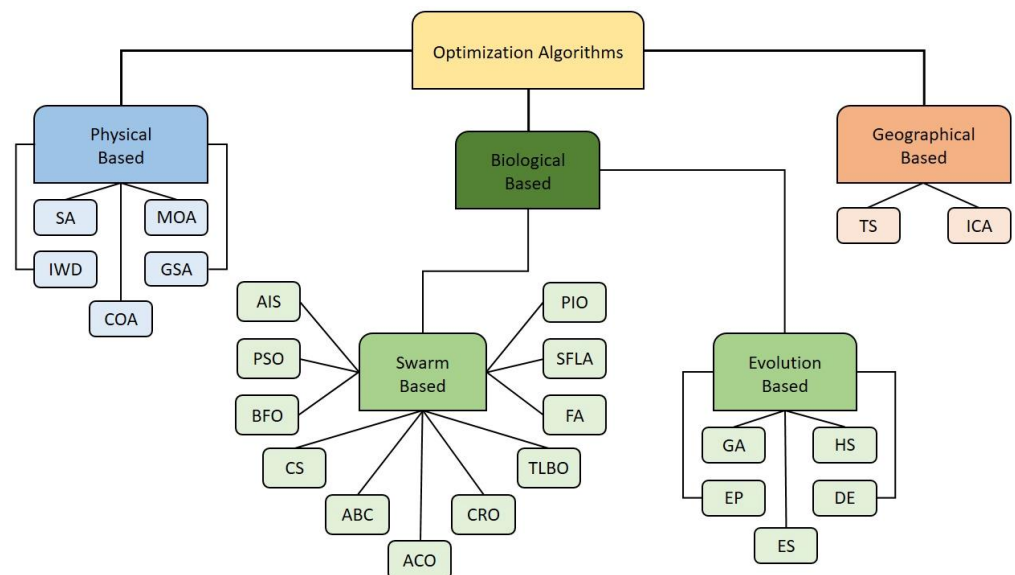 Optimization Algorithms
Physical
Based
Biological
Based
Geographical
Based
SA
MOA
TS
ICA
IWD
GSA
COA
AIS
PIO
PSO
Swarm
Based
SFLA
Evolution
Based
BFO
FA
GA
HS
CS
TLBO
EP
DE
ABC
CRO
ES
ACO